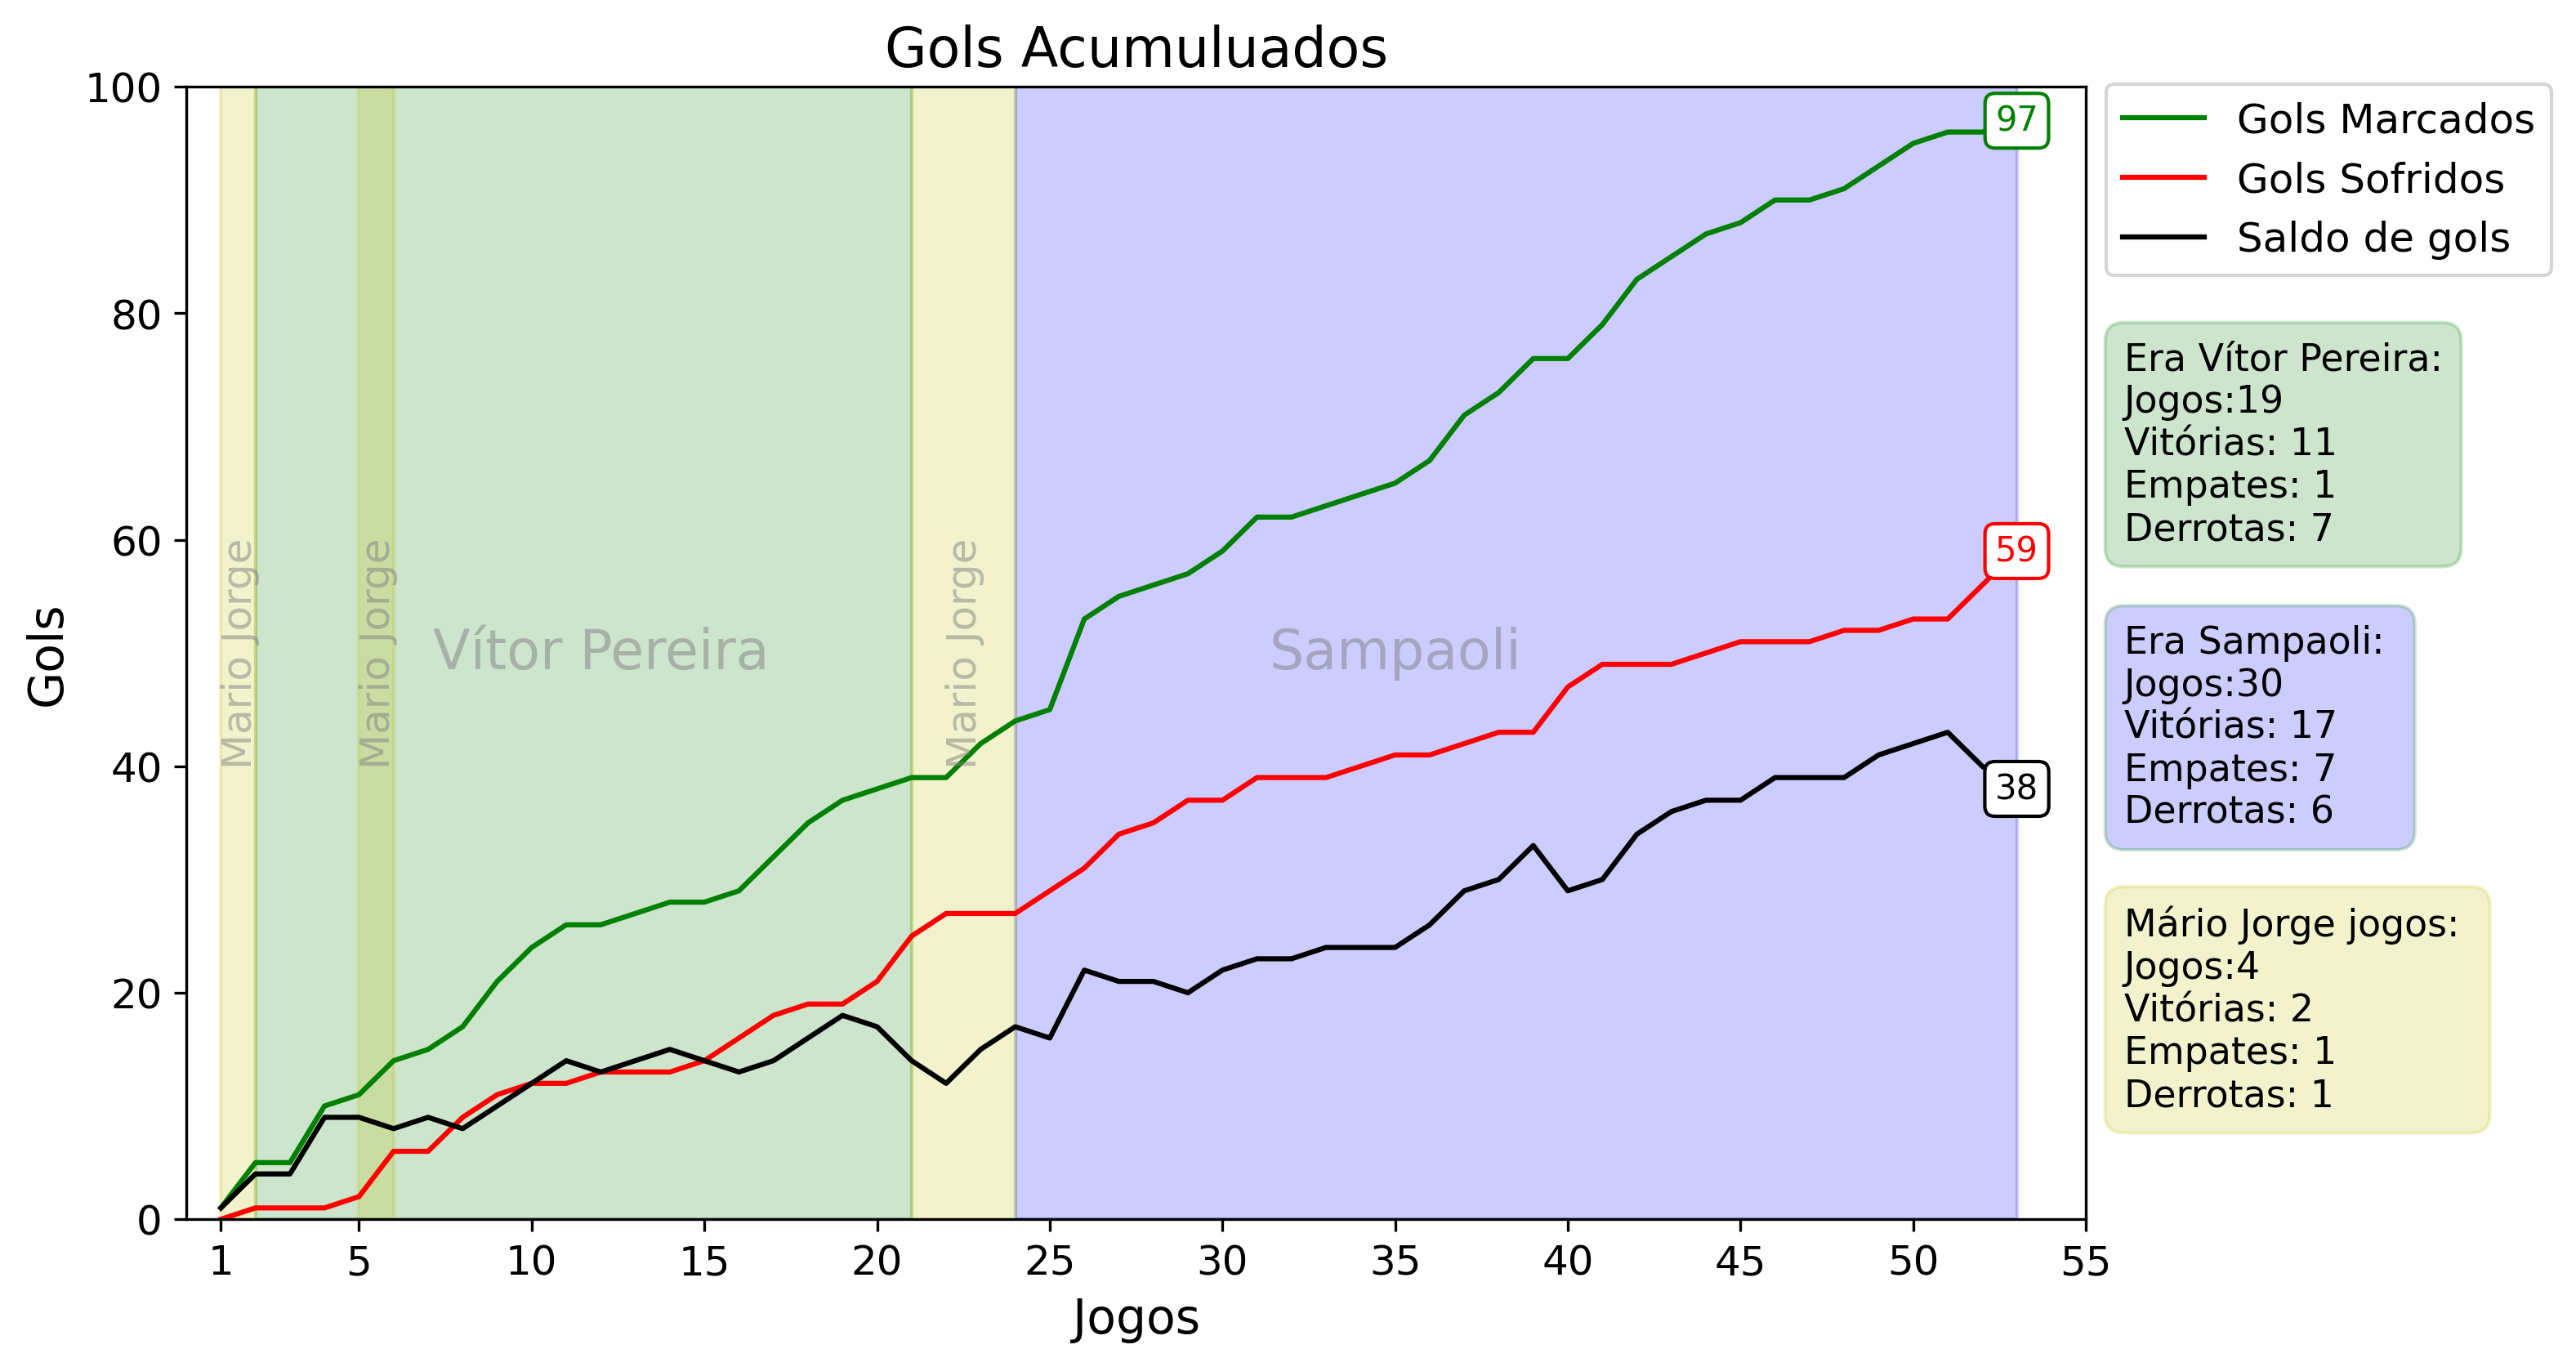 Gols Acumuluados
100
80
60
40
20
0
Gols
1 5 10 15 20 25 30 35 40 45 50 55
Jogos
Mario Jorge
Mario Jorge
Vítor Pereira
Mario Jorge
Sampaoli
97
59
38
Gols Marcados
Gols Sofridos
Saldo de gols
Era Vítor Pereira:
Jogos:19
Vitórias: 11
Empates: 1
Derrotas: 7
Era Sampaoli:
Jogos:30
Vitórias: 17
Empates: 7
Derrotas: 6
Mário Jorge jogos:
Jogos:4
Vitórias: 2
Empates: 1
Derrotas: 1